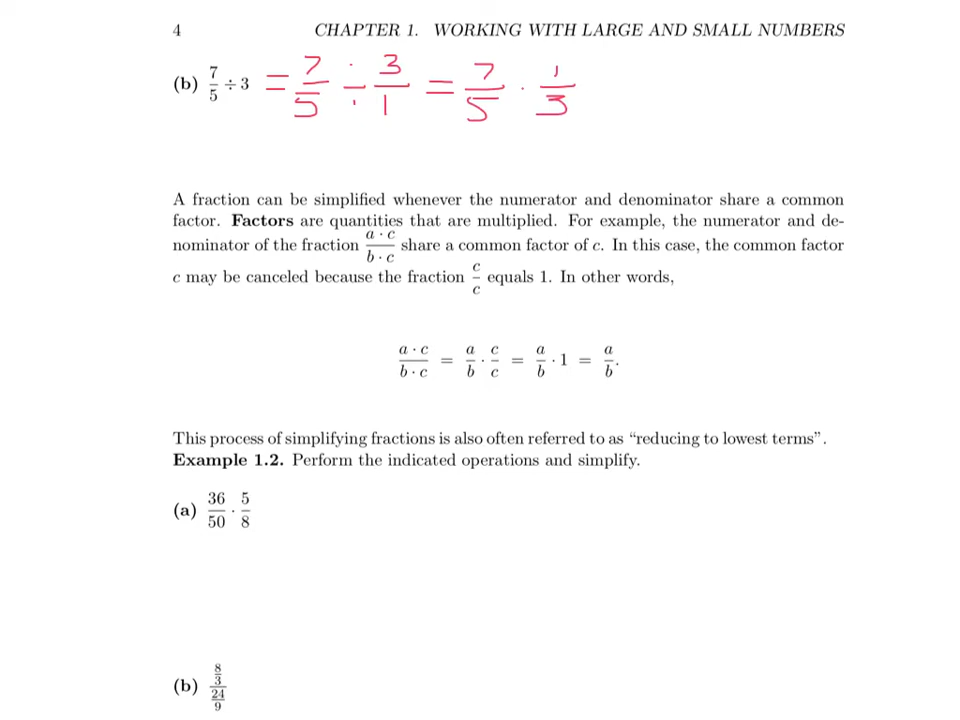 4 CHAPTER 1. WORKING WITH LARGE AND SMALL NUMBERS
(b) 7/5 ÷ 3 = 7/5 ÷ 3/1 = 7/5 · 1/3
A fraction can be simplified whenever the numerator and denominator share a common
factor. Factors are quantities that are multiplied. For example, the numerator and de-
nominator of the fraction a · c/b · c share a common factor of c. In this case, the common factor
c may be canceled because the fraction c/c equals 1. In other words,
a · c/b · c = a/b · c/c = a/b · 1 = a/b.
This process of simplifying fractions is also often referred to as “reducing to lowest terms”.
Example 1.2. Perform the indicated operations and simplify.
(a) 36/50 · 5/8
(b) 8/3/24/9